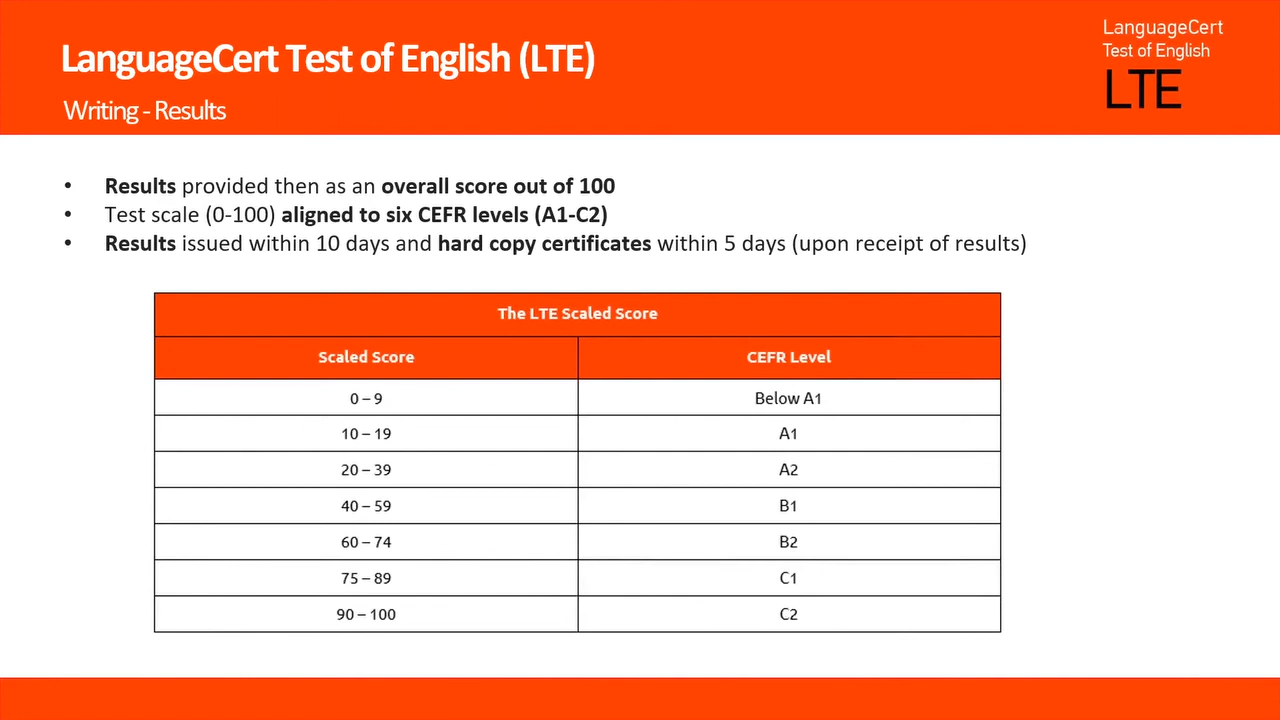 LanguageCert Test of English (LTE)
Writing - Results
LanguageCert
Test of English
LTE
• Results provided then as an overall score out of 100
• Test scale (0-100) aligned to six CEFR levels (A1-C2)
• Results issued within 10 days and hard copy certificates within 5 days (upon receipt of results)
The LTE Scaled Score
Scaled Score CEFR Level
0 – 9 Below A1
10 – 19 A1
20 – 39 A2
40 – 59 B1
60 – 74 B2
75 – 89 C1
90 – 100 C2